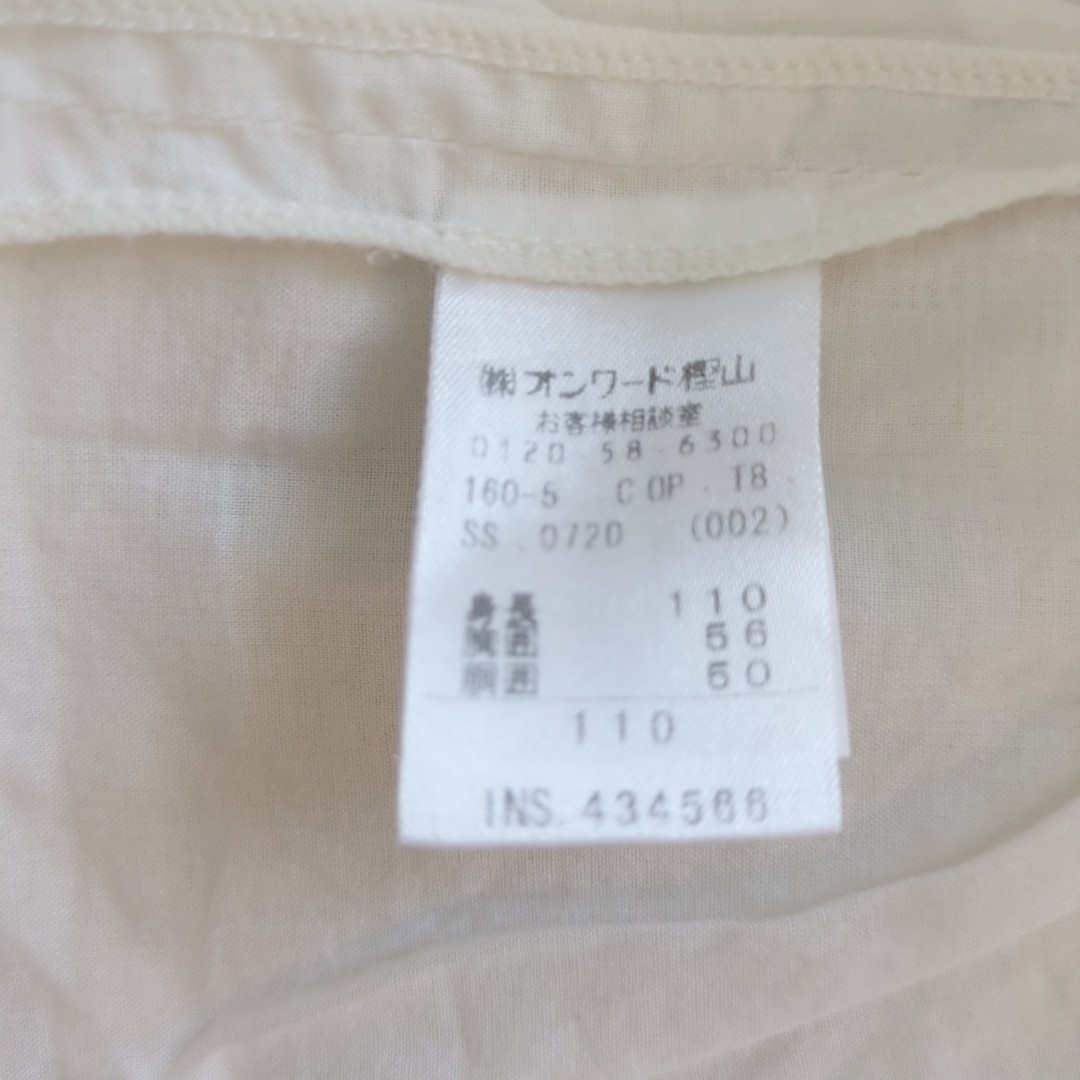 (株)オンワード樫山
お客様相談室
0120.58.6300
160-5 .COP.18.
SS.0720 (002)
身長 110
胸囲 56
胴囲 50
110
INS.434566